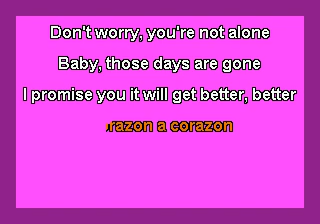 Don't worry, you're not alone
Baby, those days are gone
I promise you it will get better, better
a corazon